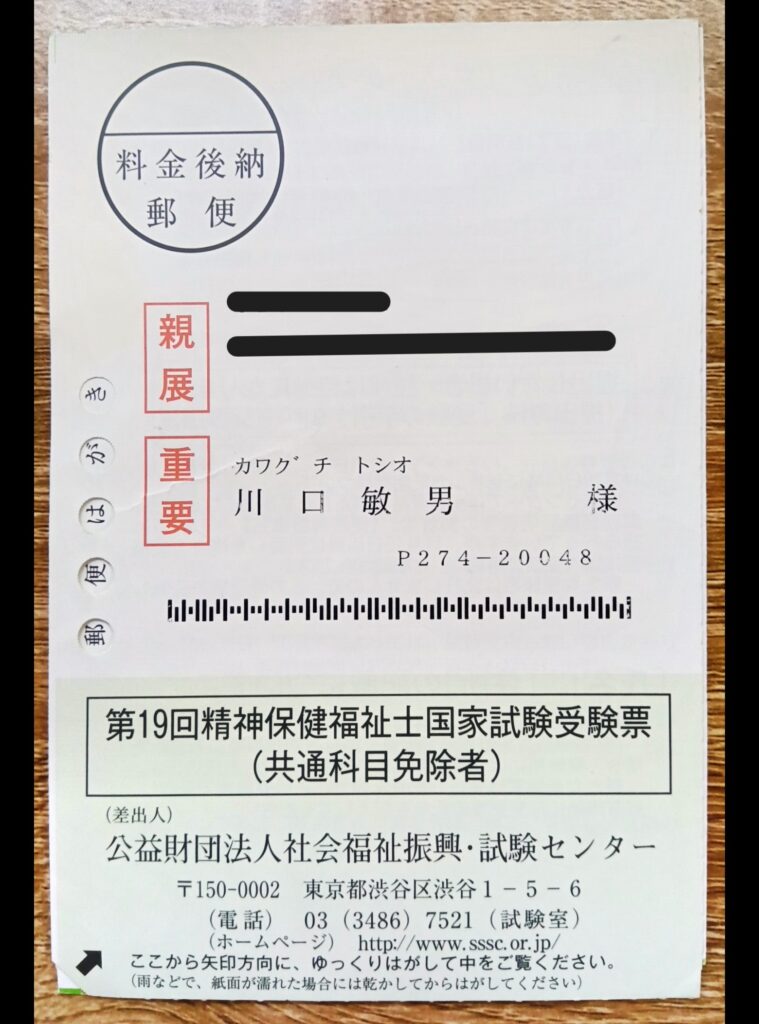 料金後納
郵便
親展
重要
郵便はがき
カワグチ トシオ
川口敏男 様
P274-20048
第19回精神保健福祉士国家試験受験票
(共通科目免除者)
(差出人)
公益財団法人社会福祉振興・試験センター
〒150-0002 東京都渋谷区渋谷1-5-6
(電話) 03(3486)7521(試験室)
(ホームページ) http://www.sssc.or.jp/
ここから矢印方向に、ゆっくりはがして中をご覧ください。
(雨などで、紙面が濡れた場合には乾かしてからはがしてください)